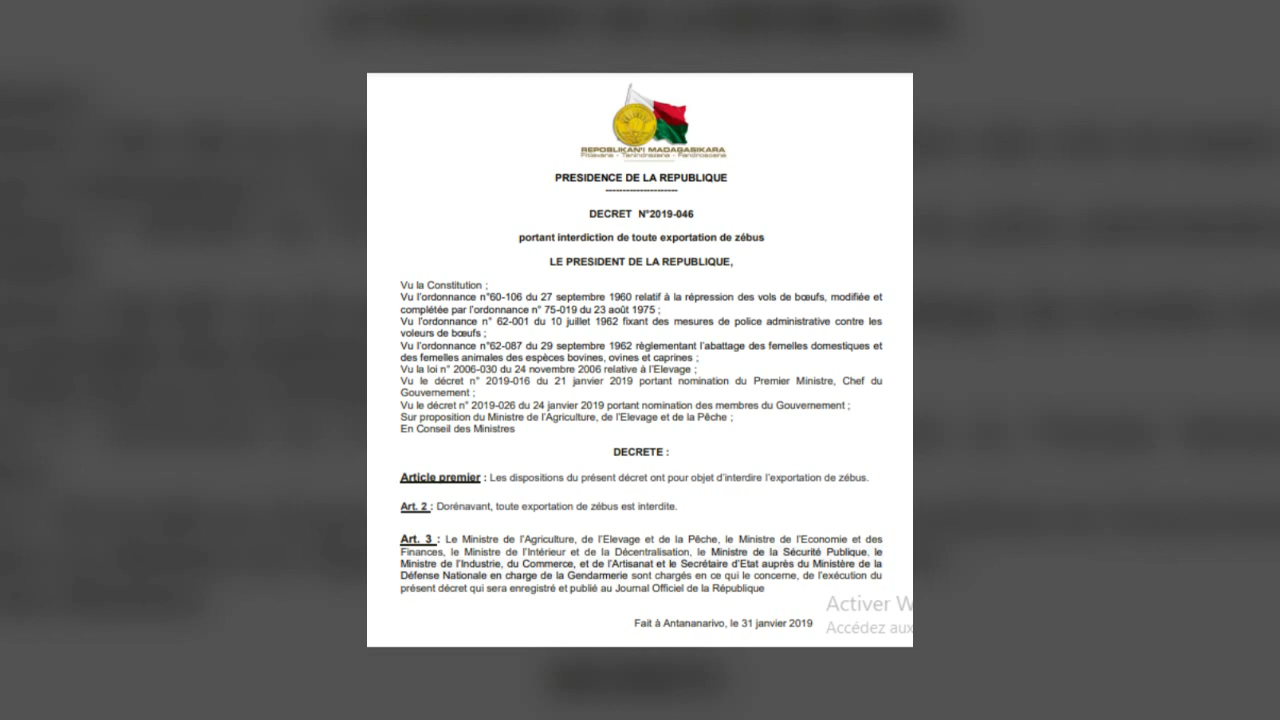 REPOBLIKAN'I MADAGASIKARA
Fitiavana - Tanindrazana - Fandrosoana
PRESIDENCE DE LA REPUBLIQUE
---------------------
DECRET N°2019-046
portant interdiction de toute exportation de zébus
LE PRESIDENT DE LA REPUBLIQUE,
Vu la Constitution ;
Vu l'ordonnance n°60-106 du 27 septembre 1960 relatif à la répression des vols de bœufs, modifiée et
complétée par l'ordonnance n° 75-019 du 23 août 1975 ;
Vu l'ordonnance n° 62-001 du 10 juillet 1962 fixant des mesures de police administrative contre les
voleurs de bœufs ;
Vu l'ordonnance n°62-087 du 29 septembre 1962 règlementant l'abattage des femelles domestiques et
des femelles animales des espèces bovines, ovines et caprines ;
Vu la loi n° 2006-030 du 24 novembre 2006 relative à l'Elevage ;
Vu le décret n° 2019-016 du 21 janvier 2019 portant nomination du Premier Ministre, Chef du
Gouvernement ;
Vu le décret n° 2019-026 du 24 janvier 2019 portant nomination des membres du Gouvernement ;
Sur proposition du Ministre de l'Agriculture, de l'Elevage et de la Pêche ;
En Conseil des Ministres
DECRETE :
Article premier : Les dispositions du présent décret ont pour objet d'interdire l'exportation de zébus.
Art. 2 : Dorénavant, toute exportation de zébus est interdite.
Art. 3 : Le Ministre de l'Agriculture, de l'Elevage et de la Pêche, le Ministre de l'Economie et des
Finances, le Ministre de l'Intérieur et de la Décentralisation, le Ministre de la Sécurité Publique, le
Ministre de l'Industrie, du Commerce, et de l'Artisanat et le Secrétaire d'Etat auprès du Ministère de la
Défense Nationale en charge de la Gendarmerie sont chargés en ce qui le concerne, de l'exécution du
présent décret qui sera enregistré et publié au Journal Officiel de la République
Activer W
Accédez aux
Fait à Antananarivo, le 31 janvier 2019